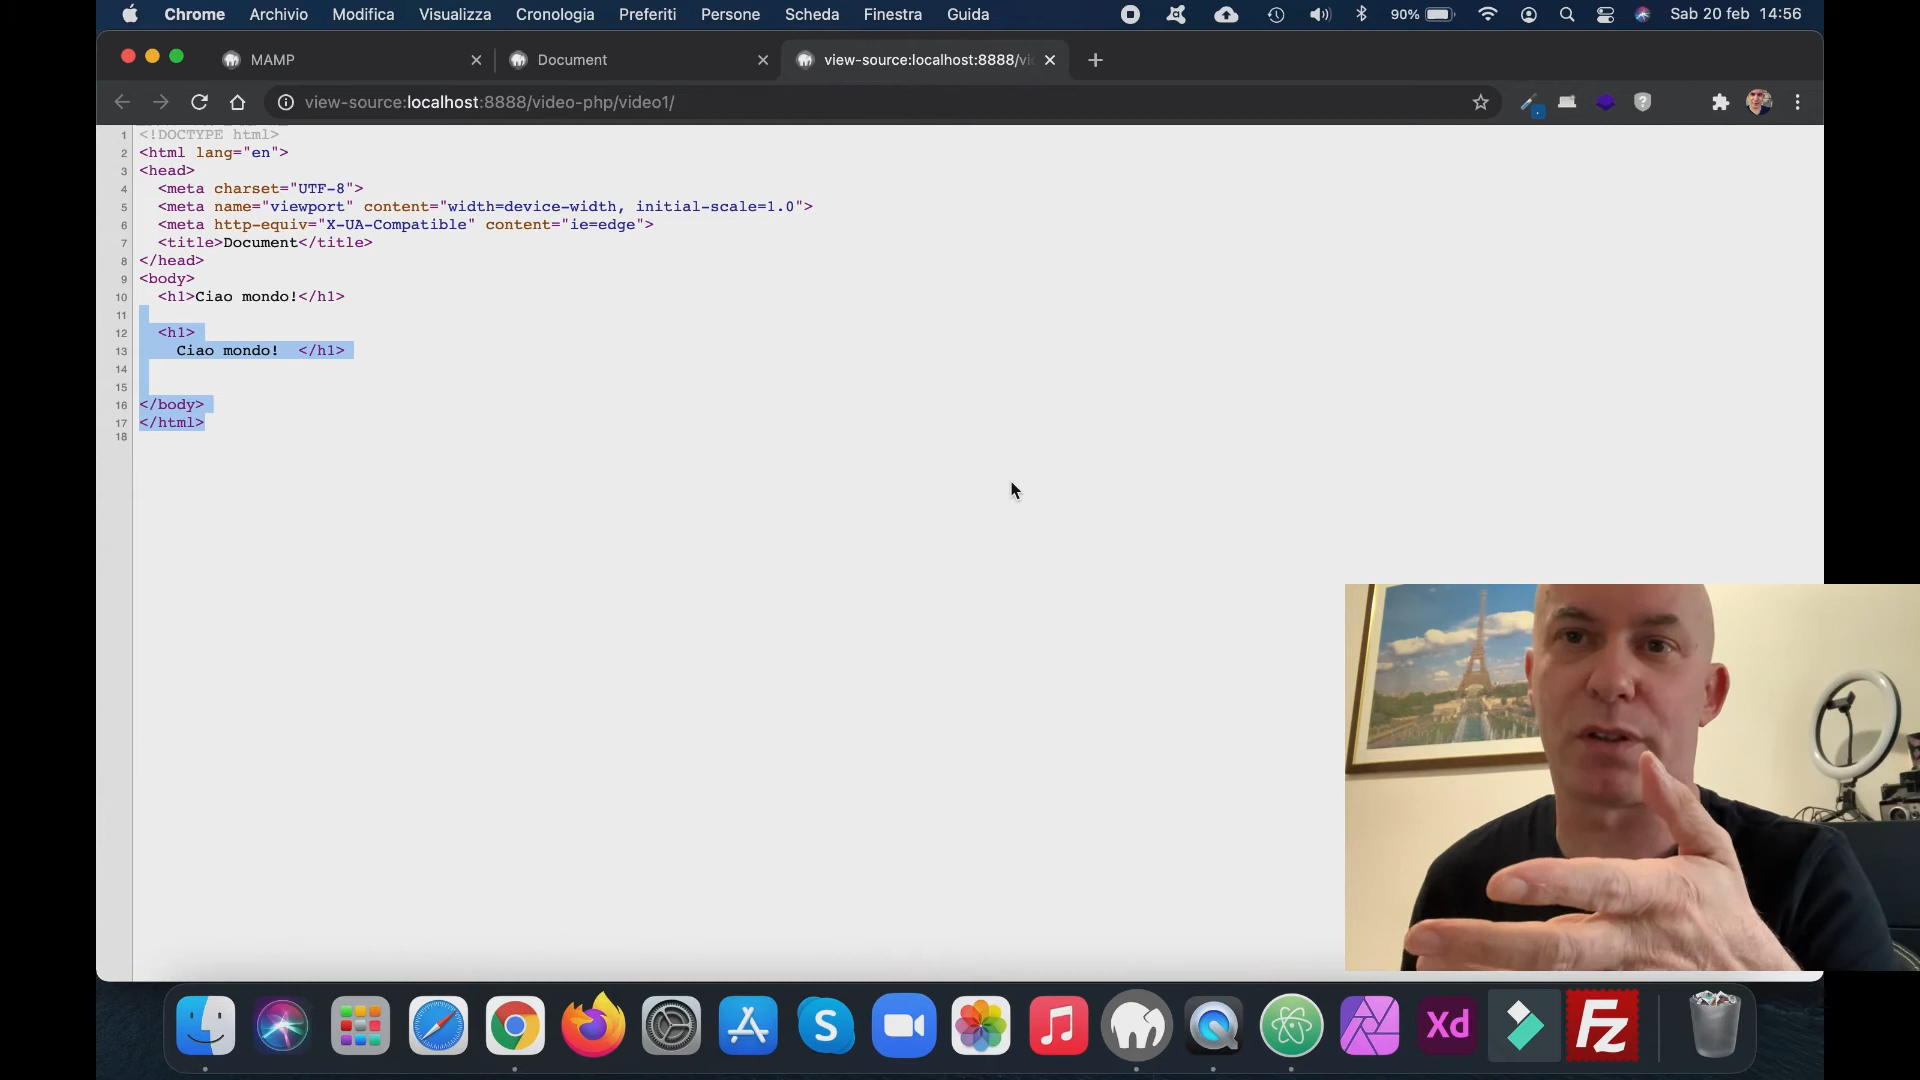 Chrome Archivio Modifica Visualizza Cronologia Preferiti Persone Scheda Finestra Guida 90% Sab 20 feb 14:56
MAMP Document view-source:localhost:8888/vi
view-source:localhost:8888/video-php/video1/
1 <!DOCTYPE html>
2 <html lang="en">
3 <head>
4 <meta charset="UTF-8">
5 <meta name="viewport" content="width=device-width, initial-scale=1.0">
6 <meta http-equiv="X-UA-Compatible" content="ie=edge">
7 <title>Document</title>
8 </head>
9 <body>
10 <h1>Ciao mondo!</h1>
11
12 <h1>
13 Ciao mondo! </h1>
14
15
16 </body>
17 </html>
18
S Xd Fz